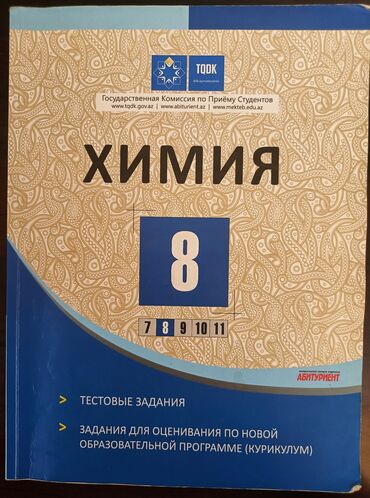 TQDK
Государственная Комиссия по Приёму Студентов
www.tqdk.gov.az | www.abiturient.az | www.mekteb.edu.az
ХИМИЯ
8
7 8 9 10 11
АБИТУРИЕНТ
> ТЕСТОВЫЕ ЗАДАНИЯ
> ЗАДАНИЯ ДЛЯ ОЦЕНИВАНИЯ ПО НОВОЙ
ОБРАЗОВАТЕЛЬНОЙ ПРОГРАММЕ (КУРИКУЛУМ)